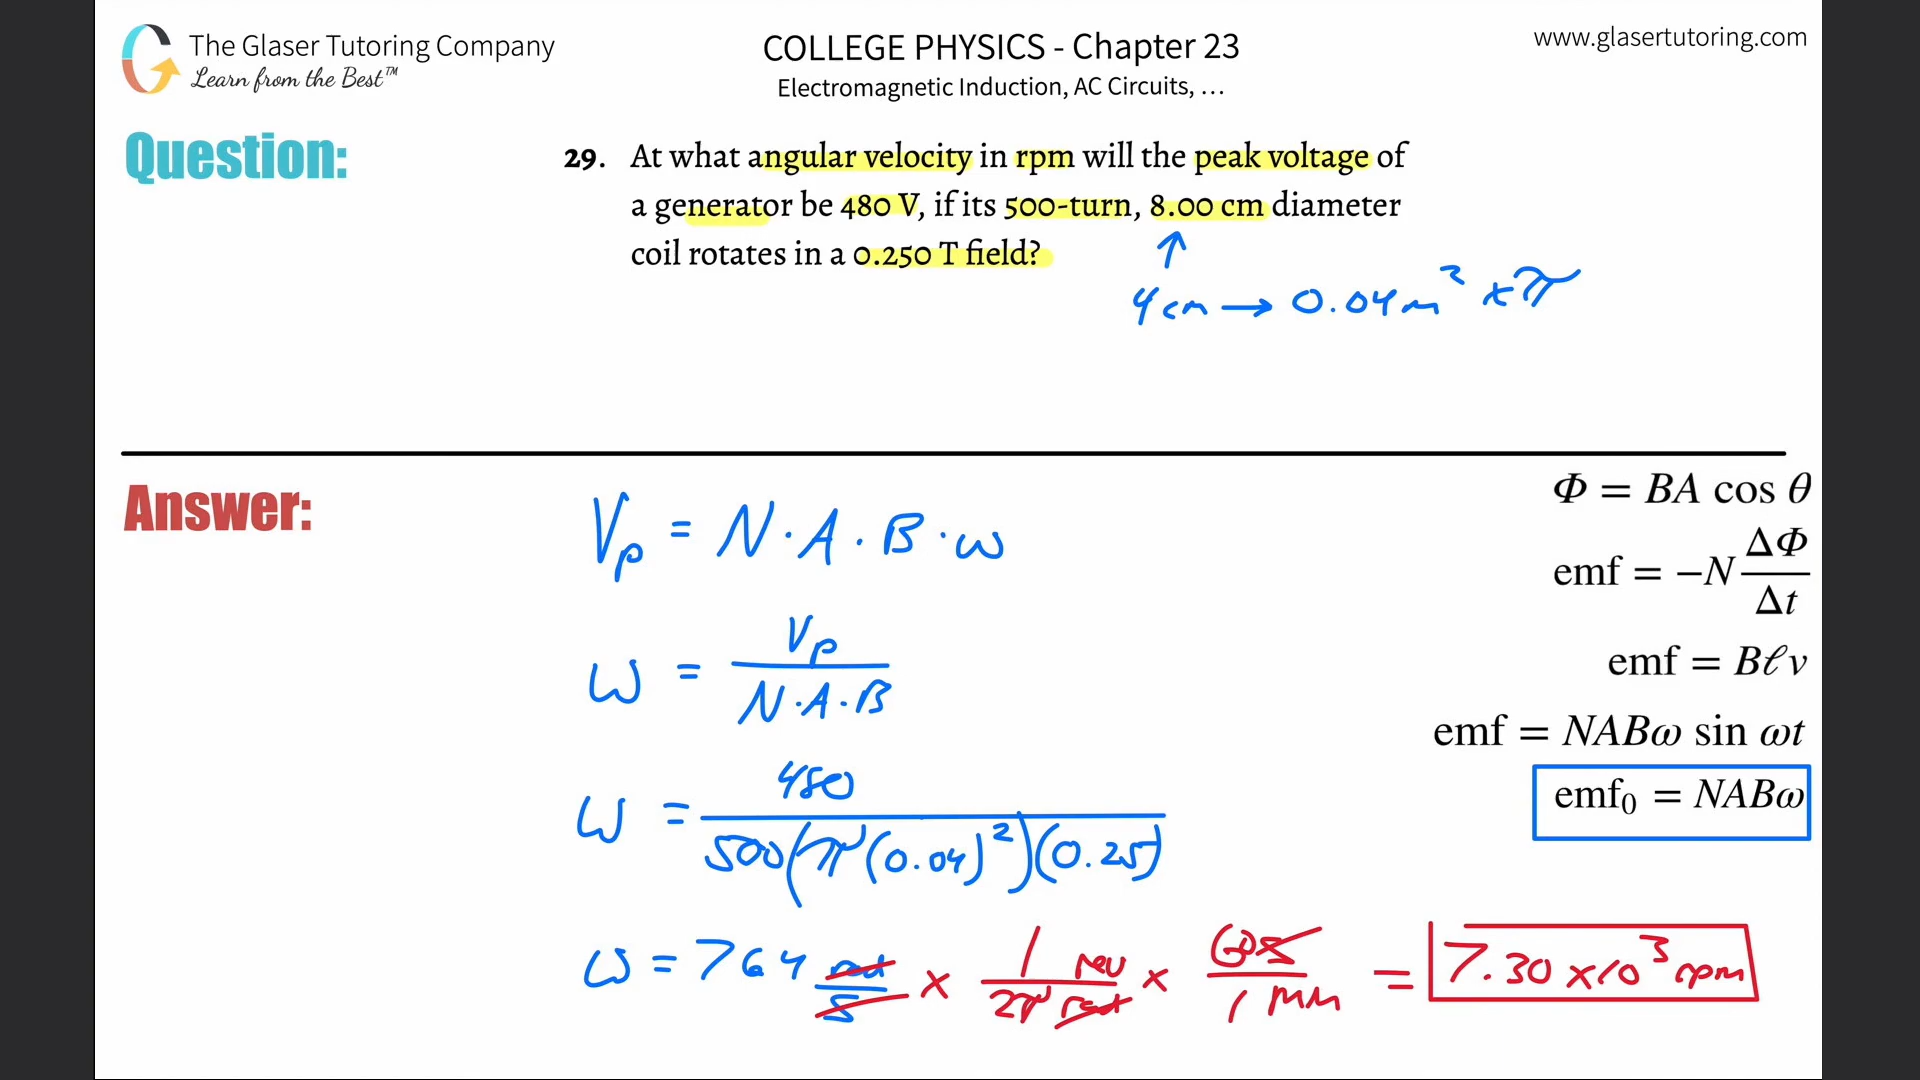 The Glaser Tutoring Company
Learn from the Best™
COLLEGE PHYSICS - Chapter 23
Electromagnetic Induction, AC Circuits, …
www.glasertutoring.com
Question:
29. At what angular velocity in rpm will the peak voltage of
a generator be 480 V, if its 500-turn, 8.00 cm diameter
coil rotates in a 0.250 T field?
↑
4cm → 0.04m² × π
Answer:
Vₚ = N · A · B · ω
ω = Vₚ / N · A · B
ω = 480 / 500(π(0.04)²)(0.25)
ω = 764 rad/s × 1 rev / 2π rad × 60s / 1 min = 7.30 × 10³ rpm
Φ = BA cos θ
emf = −N ΔΦ/Δt
emf = Bℓv
emf = NABω sin ωt
emf₀ = NABω